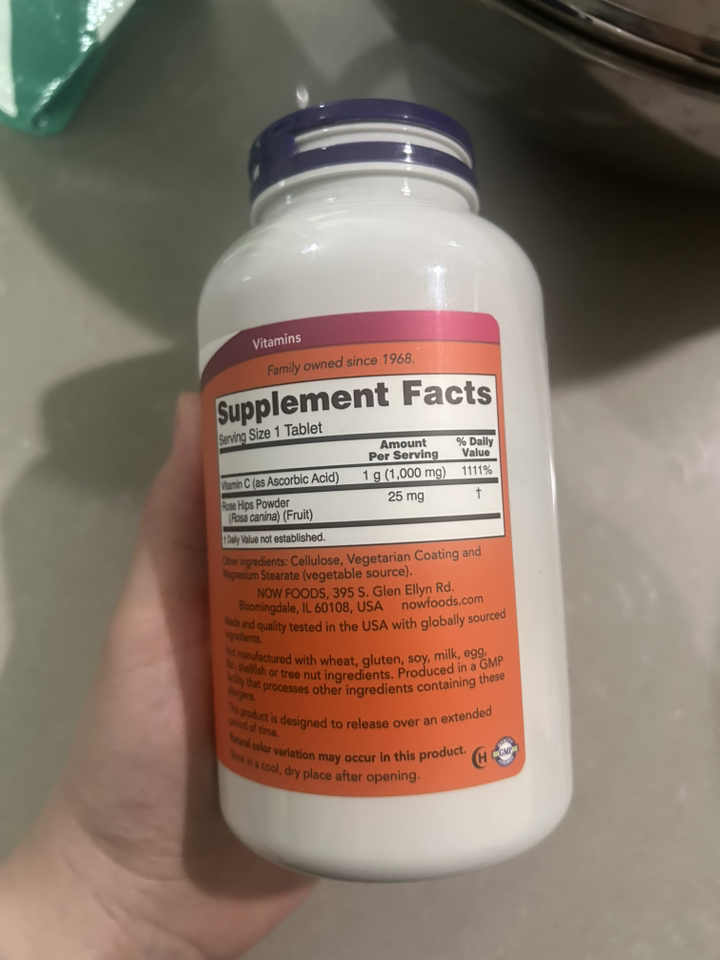 Vitamins
Family owned since 1968.
Supplement Facts
Serving Size 1 Tablet
Amount Per Serving % Daily Value
Vitamin C (as Ascorbic Acid) 1 g (1,000 mg) 1111%
Rose Hips Powder 25 mg †
(Rosa canina) (Fruit)
† Daily Value not established.
Other ingredients: Cellulose, Vegetarian Coating and
Magnesium Stearate (vegetable source).
NOW FOODS, 395 S. Glen Ellyn Rd.
Bloomingdale, IL 60108, USA nowfoods.com
Made and quality tested in the USA with globally sourced
ingredients.
Not manufactured with wheat, gluten, soy, milk, egg,
fish, shellfish or tree nut ingredients. Produced in a GMP
facility that processes other ingredients containing these
allergens.
This product is designed to release over an extended
period of time.
Natural color variation may occur in this product.
Store in a cool, dry place after opening.
H
GMP